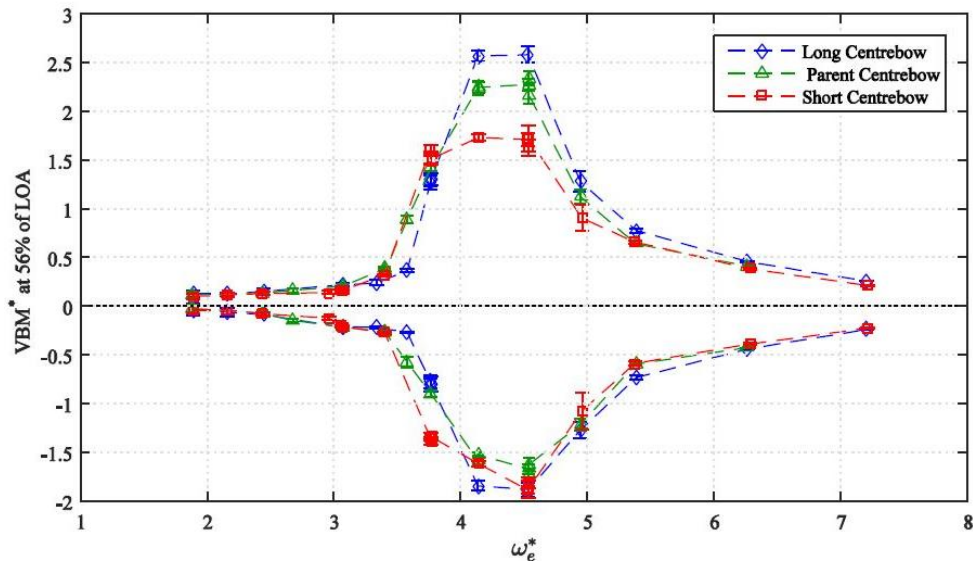 3
2.5
2
1.5
1
0.5
0
-0.5
-1
-1.5
-2
VBM* at 56% of LOA
Long Centrebow
Parent Centrebow
Short Centrebow
1 2 3 4 5 6 7 8
ωe*